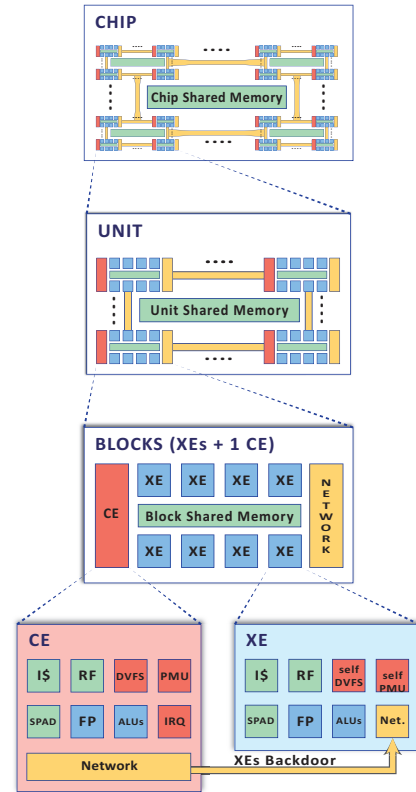 CHIP
Chip Shared Memory
UNIT
Unit Shared Memory
BLOCKS (XEs + 1 CE)
XE XE XE XE
CE
Block Shared Memory
NETWORK
XE XE XE XE
CE
I$ RF DVFS PMU
SPAD FP ALUs IRQ
Network
XE
I$ RF self DVFS self PMU
SPAD FP ALUs Net.
XEs Backdoor